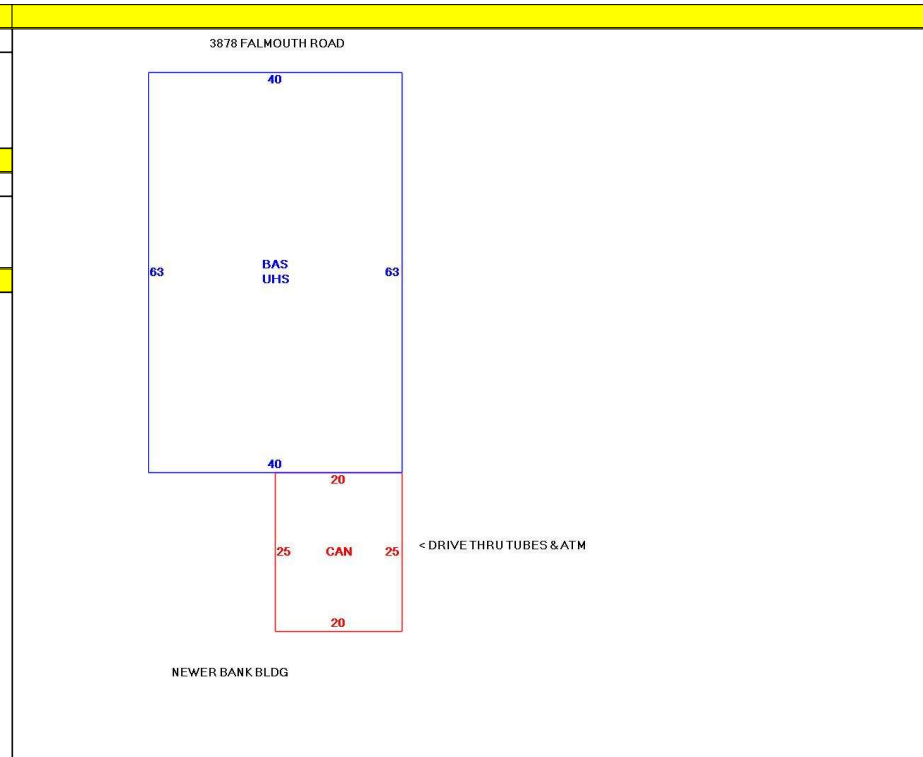 3878 FALMOUTH ROAD
40
63
BAS
63
UHS
40
20
25
CAN
25
< DRIVE THRU TUBES & ATM
20
NEWER BANK BLDG